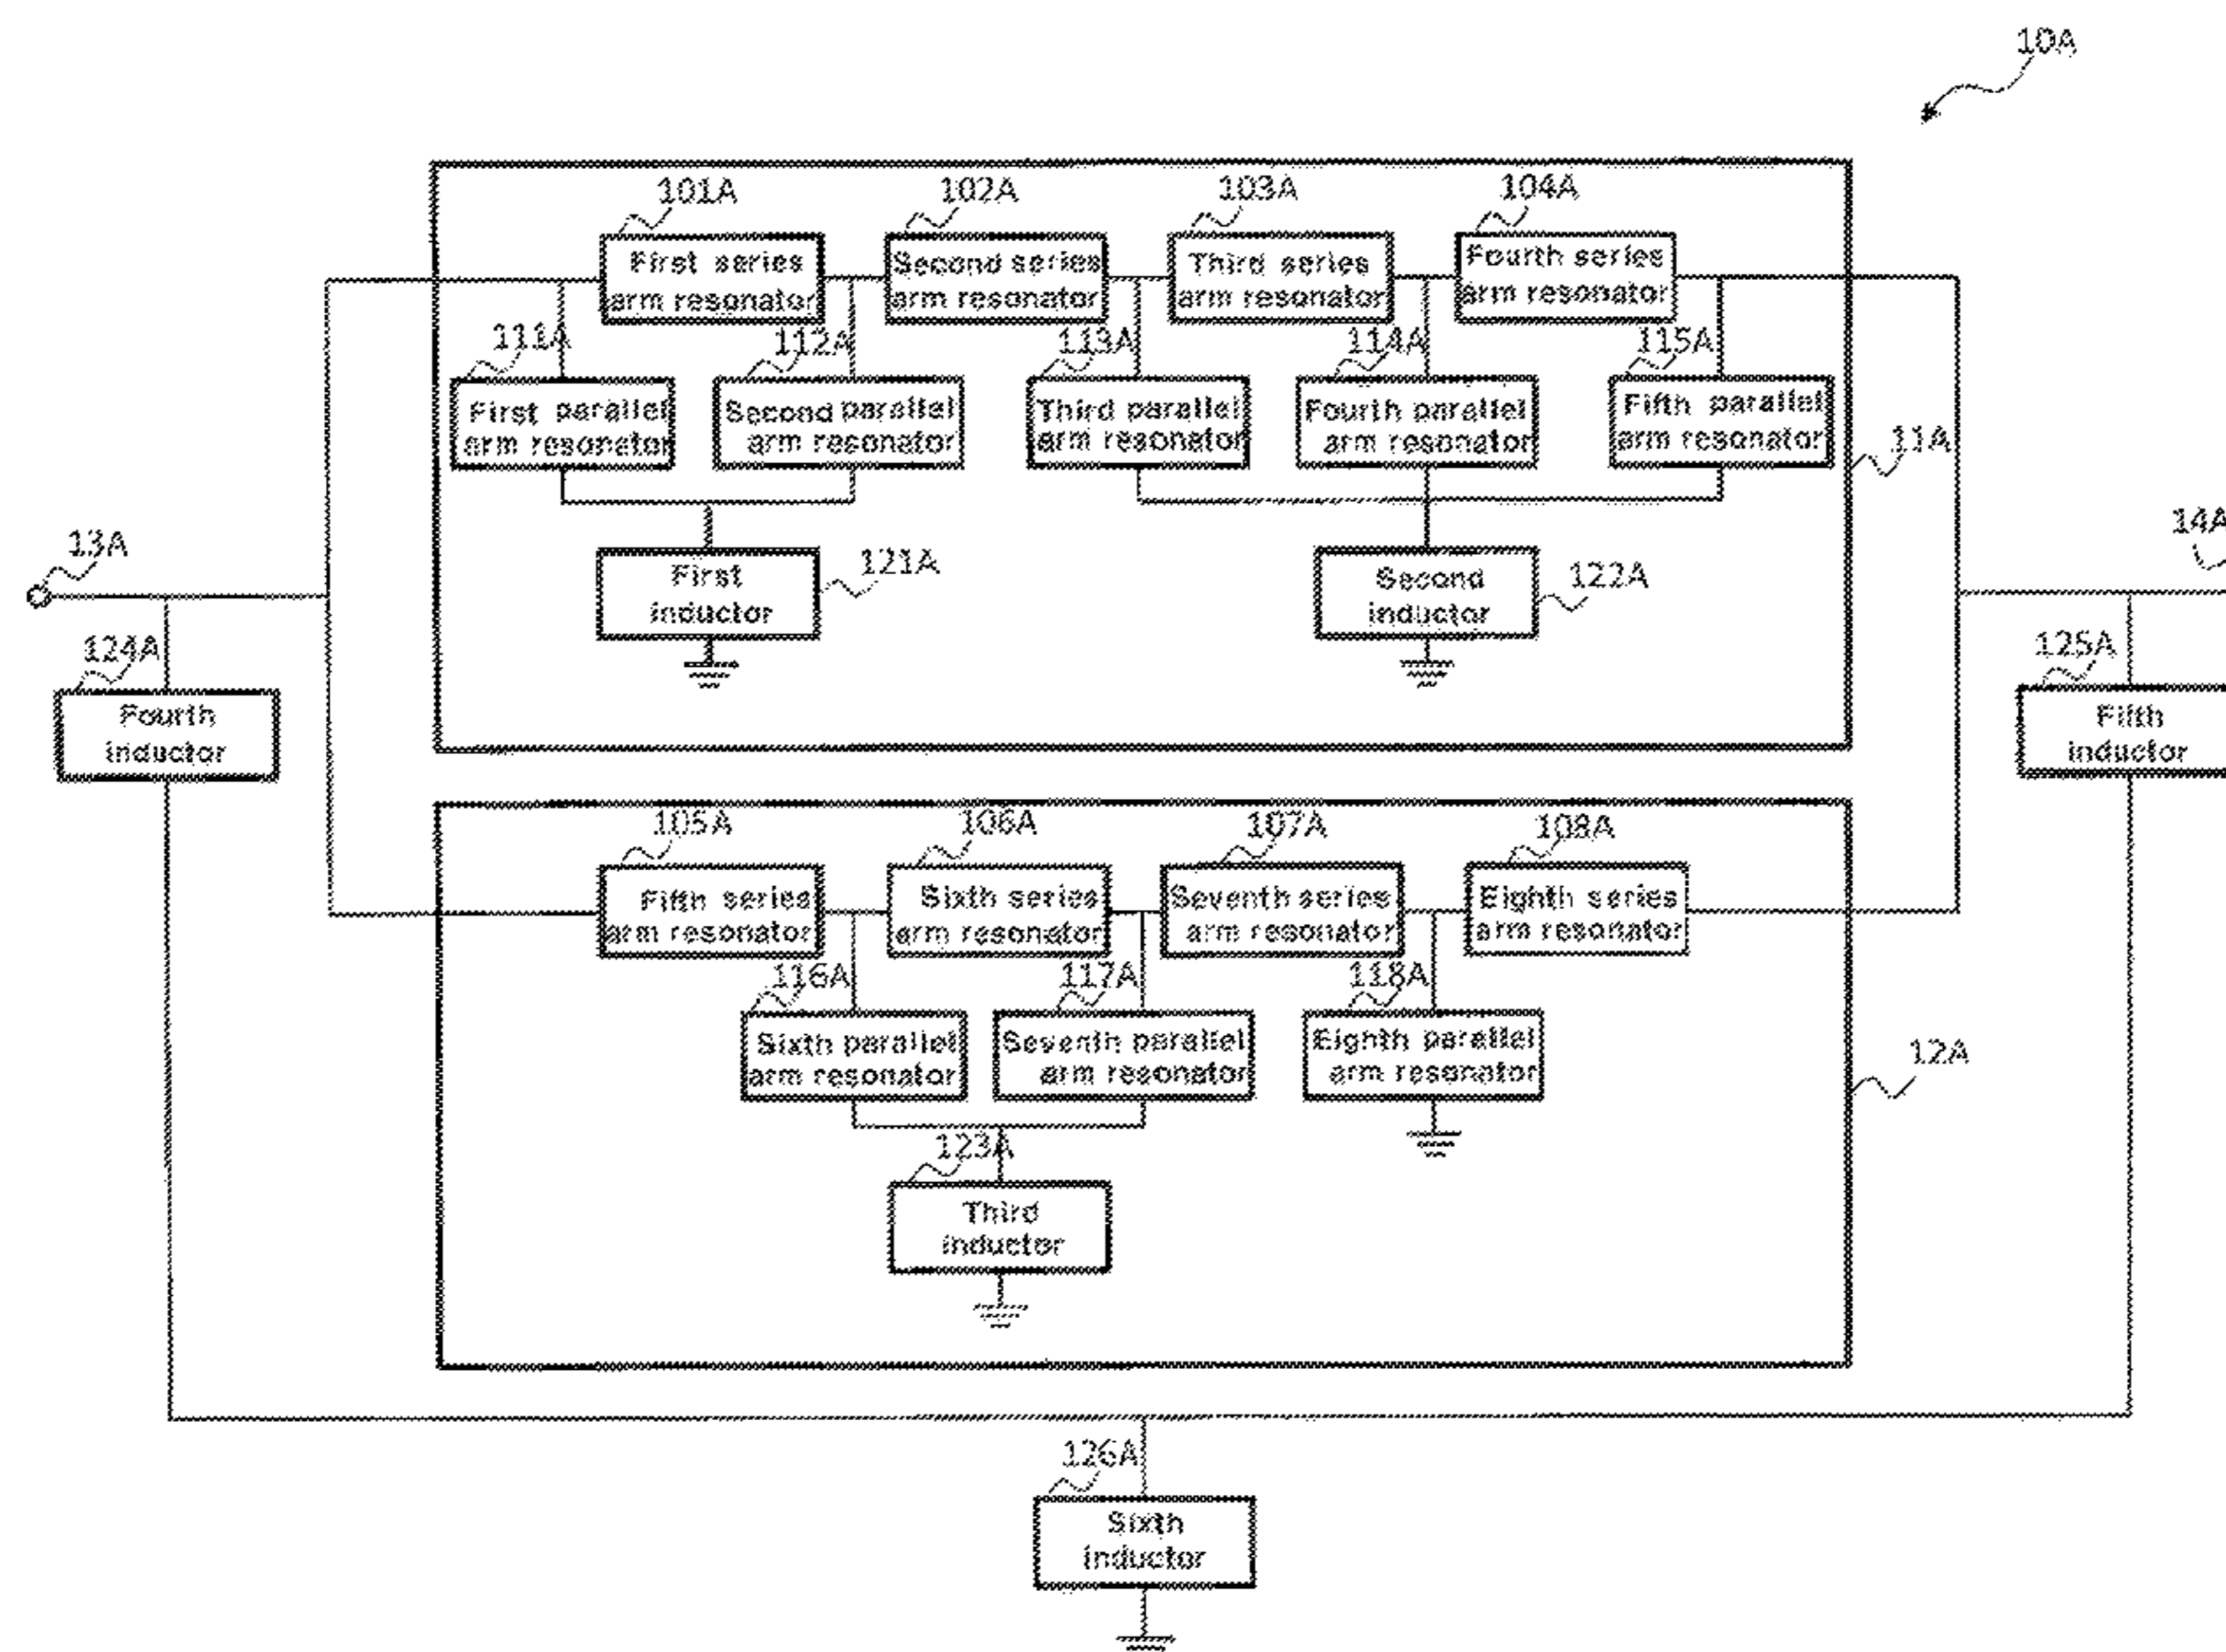 10A
101A
102A
103A
104A
First series
arm resonator
Second series
arm resonator
Third series
arm resonator
Fourth series
arm resonator
111A
112A
113A
114A
115A
First parallel
arm resonator
Second parallel
arm resonator
Third parallel
arm resonator
Fourth parallel
arm resonator
Fifth parallel
arm resonator
11A
13A
14A
First
inductor
121A
Second
inductor
122A
124A
Fourth
inductor
125A
Fifth
inductor
105A
106A
107A
108A
Fifth series
arm resonator
Sixth series
arm resonator
Seventh series
arm resonator
Eighth series
arm resonator
116A
117A
118A
Sixth parallel
arm resonator
Seventh parallel
arm resonator
Eighth parallel
arm resonator
12A
123A
Third
inductor
126A
Sixth
inductor